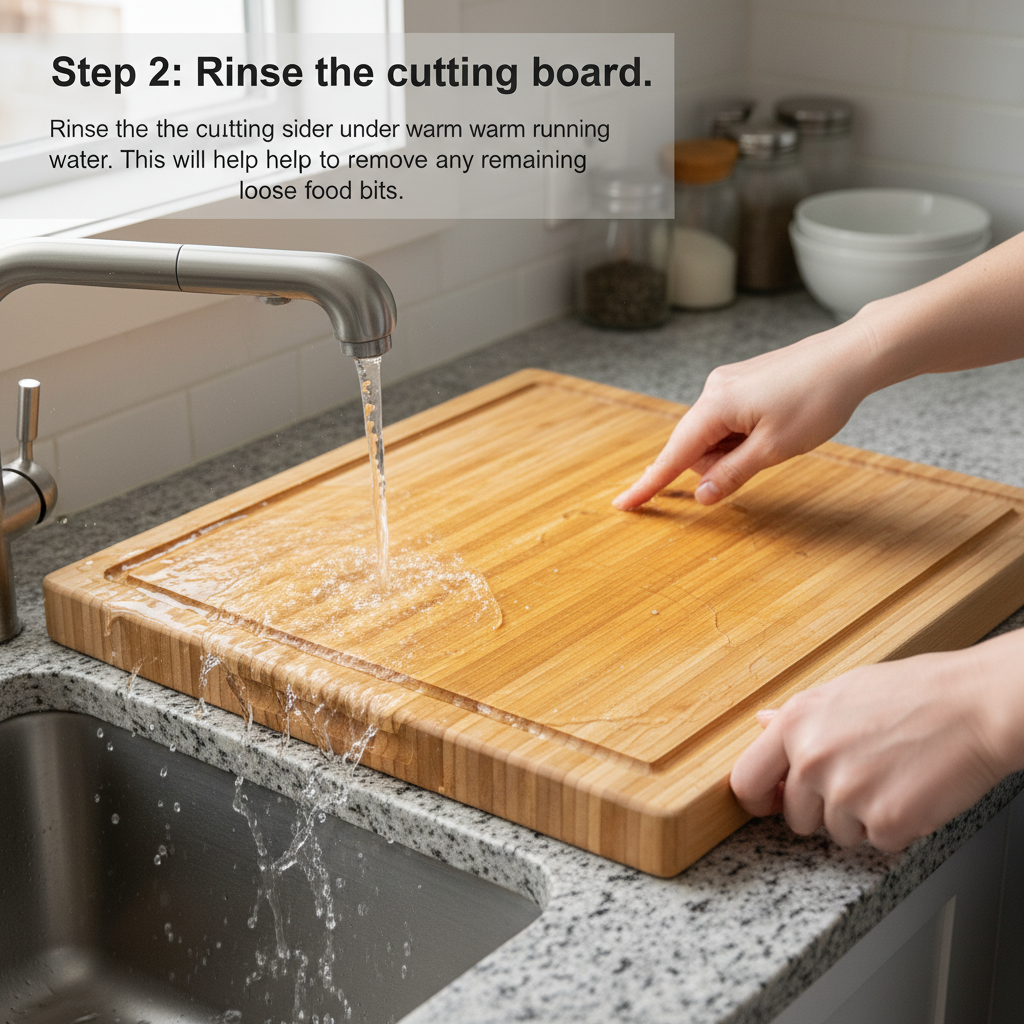 Step 2: Rinse the cutting board.
Rinse the the cuıtting sider under warm warm running
water. This will help help to remove any remaining
loose food bits.